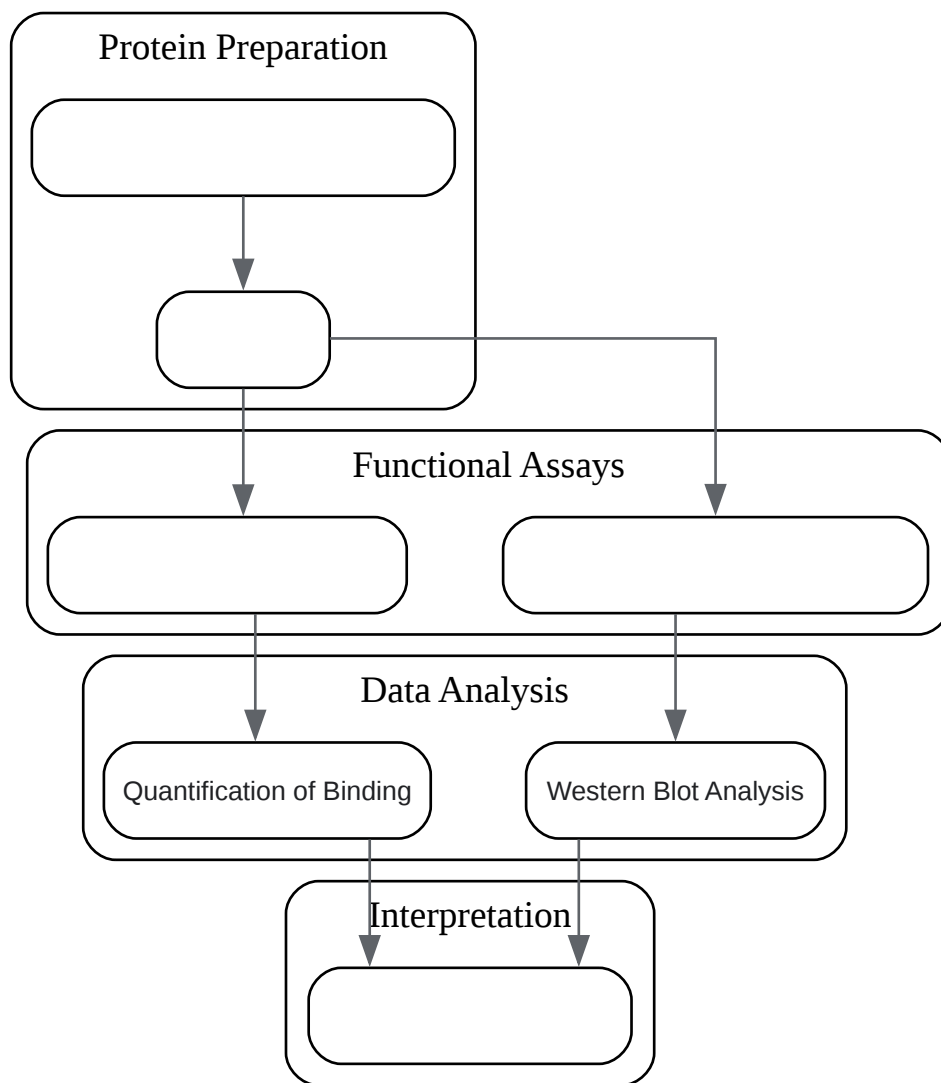 Protein Preparation
Functional Assays
Data Analysis
Quantification of Binding
Western Blot Analysis
Interpretation